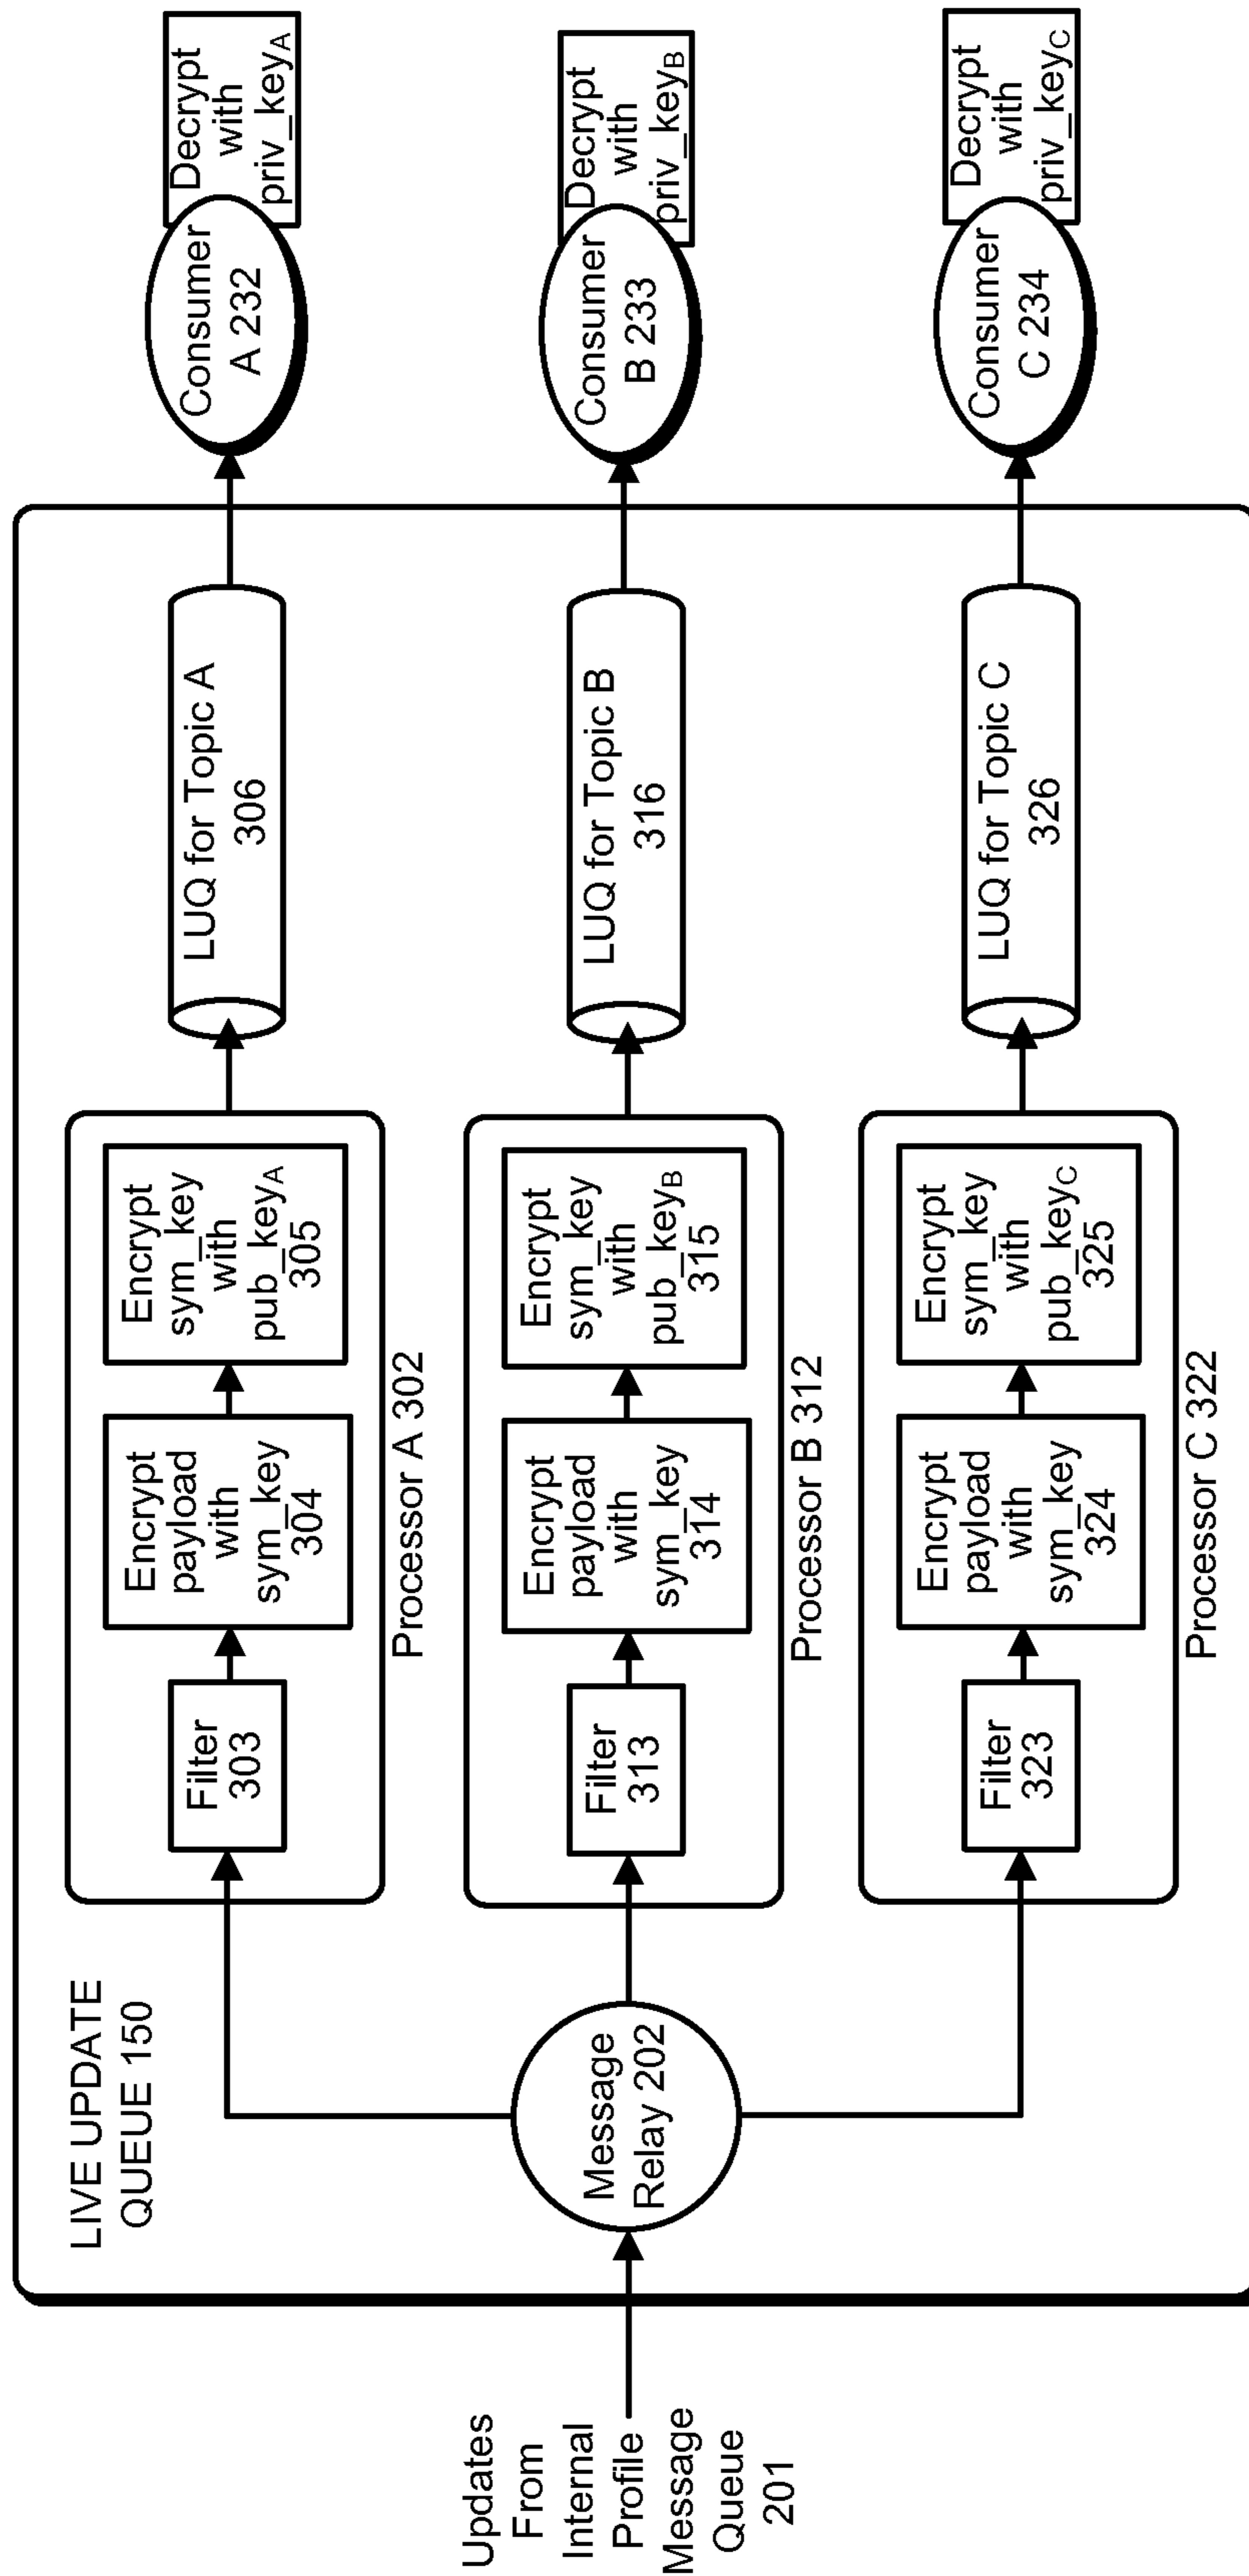 LIVE UPDATE
QUEUE 150
Updates
From
Internal
Profile
Message
Queue
201
Message
Relay 202
Filter
303
Encrypt
payload
with
sym_key
304
Encrypt
sym_key
with
pub_keyA
305
Processor A 302
LUQ for Topic A
306
Consumer
A 232
Decrypt
with
priv_keyA
Filter
313
Encrypt
payload
with
sym_key
314
Encrypt
sym_key
with
pub_keyB
315
Processor B 312
LUQ for Topic B
316
Consumer
B 233
Decrypt
with
priv_keyB
Filter
323
Encrypt
payload
with
sym_key
324
Encrypt
sym_key
with
pub_keyC
325
Processor C 322
LUQ for Topic C
326
Consumer
C 234
Decrypt
with
priv_keyC